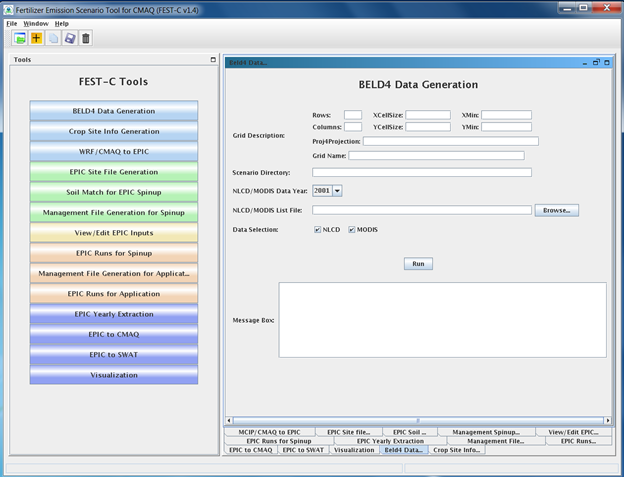 Fertilizer Emission Scenario Tool for CMAQ (FEST-C v1.4)
File Window Help
Tools
FEST-C Tools
BELD4 Data Generation
Crop Site Info Generation
WRF/CMAQ to EPIC
EPIC Site File Generation
Soil Match for EPIC Spinup
Management File Generation for Spinup
View/Edit EPIC Inputs
EPIC Runs for Spinup
Management File Generation for Applicat...
EPIC Runs for Application
EPIC Yearly Extraction
EPIC to CMAQ
EPIC to SWAT
Visualization
Beld4 Data...
BELD4 Data Generation
Grid Description:
Rows: XCellSize: XMin:
Columns: YCellSize: YMin:
Proj4Projection:
Grid Name:
Scenario Directory:
NLCD/MODIS Data Year: 2001
NLCD/MODIS List File: Browse...
Data Selection: NLCD MODIS
Run
Message Box:
MCIP/CMAQ to EPIC EPIC Site file... EPIC Soil ... Management Spinup... View/Edit EPIC...
EPIC Runs for Spinup EPIC Yearly Extraction Management File... EPIC Runs...
EPIC to CMAQ EPIC to SWAT Visualization Beld4 Data... Crop Site Info...